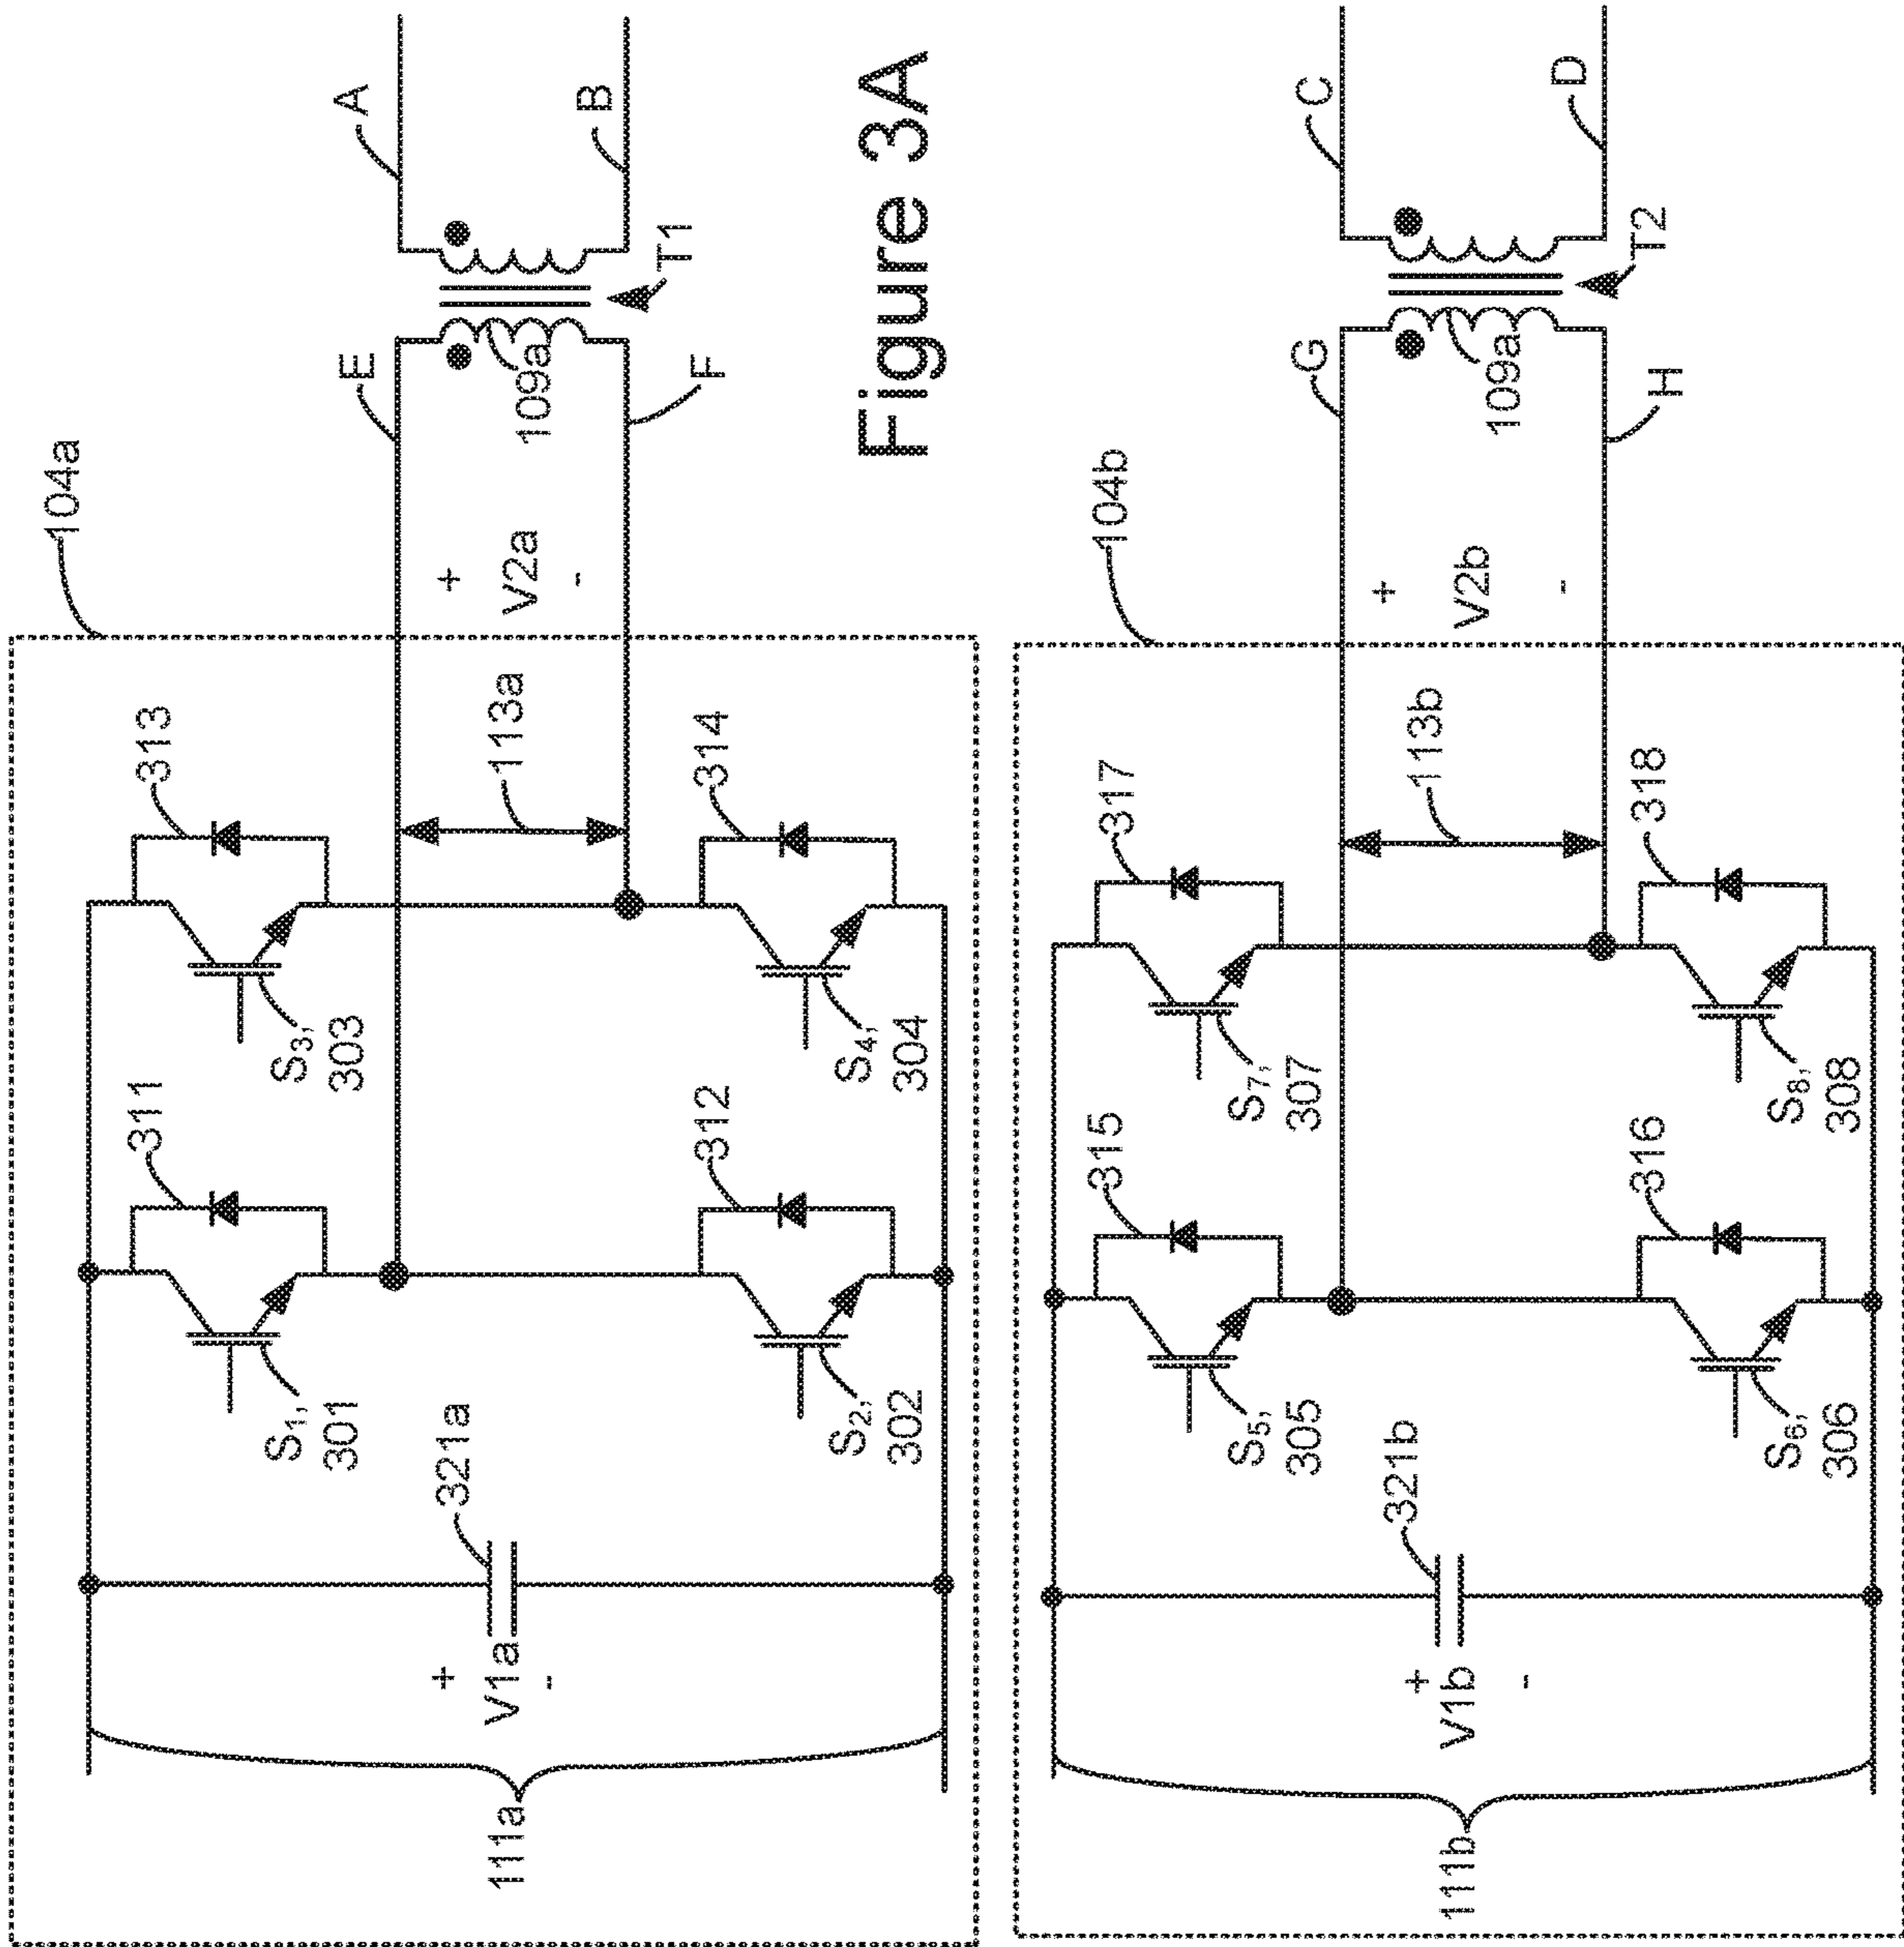 104a
311
313
S1,
301
S3,
303
E
A
111a
+
V1a
-
321a
113a
+
V2a
-
109a
T1
B
F
312
314
S2,
302
S4,
304
Figure 3A
104b
315
317
S5,
305
S7,
307
G
C
111b
+
V1b
-
321b
113b
+
V2b
-
109a
T2
D
H
316
318
S6,
306
S8,
308